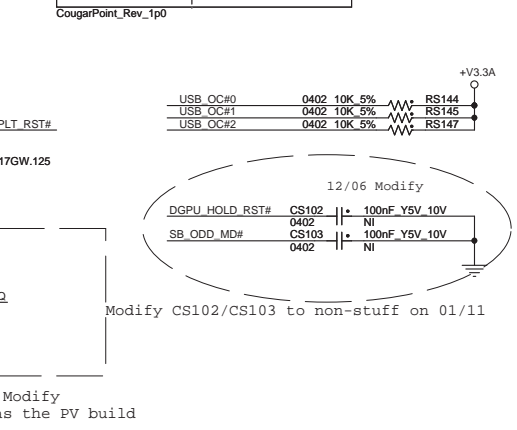 CougarPoint_Rev_1p0
+V3.3A
USB_OC#0 0402 10K_5% RS144
USB_OC#1 0402 10K_5% RS145
USB_OC#2 0402 10K_5% RS147
PLT_RST#
17GW.125
12/06 Modify
DGPU_HOLD_RST# CS102 100nF_Y5V_10V
0402 NI
SB_ODD_MD# CS103 100nF_Y5V_10V
0402 NI
Modify CS102/CS103 to non-stuff on 01/11
Modify
as the PV build